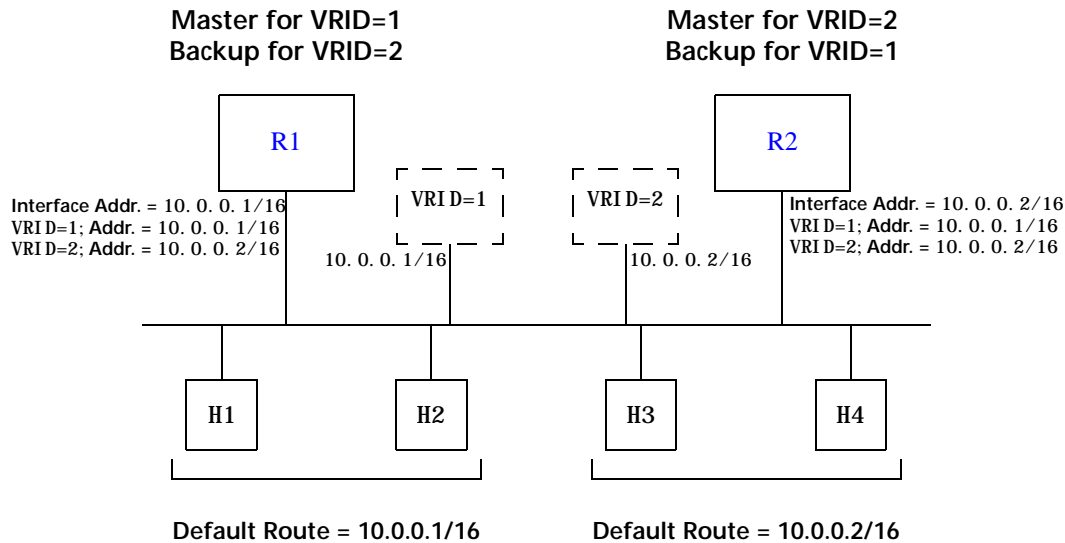 Master for VRID=1
Backup for VRID=2
Master for VRID=2
Backup for VRID=1
R1
R2
VRID=1
VRID=2
Interface Addr. = 10.0.0.1/16
VRID=1; Addr. = 10.0.0.1/16
VRID=2; Addr. = 10.0.0.2/16
Interface Addr. = 10.0.0.2/16
VRID=1; Addr. = 10.0.0.1/16
VRID=2; Addr. = 10.0.0.2/16
10.0.0.1/16
10.0.0.2/16
H1
H2
H3
H4
Default Route = 10.0.0.1/16
Default Route = 10.0.0.2/16